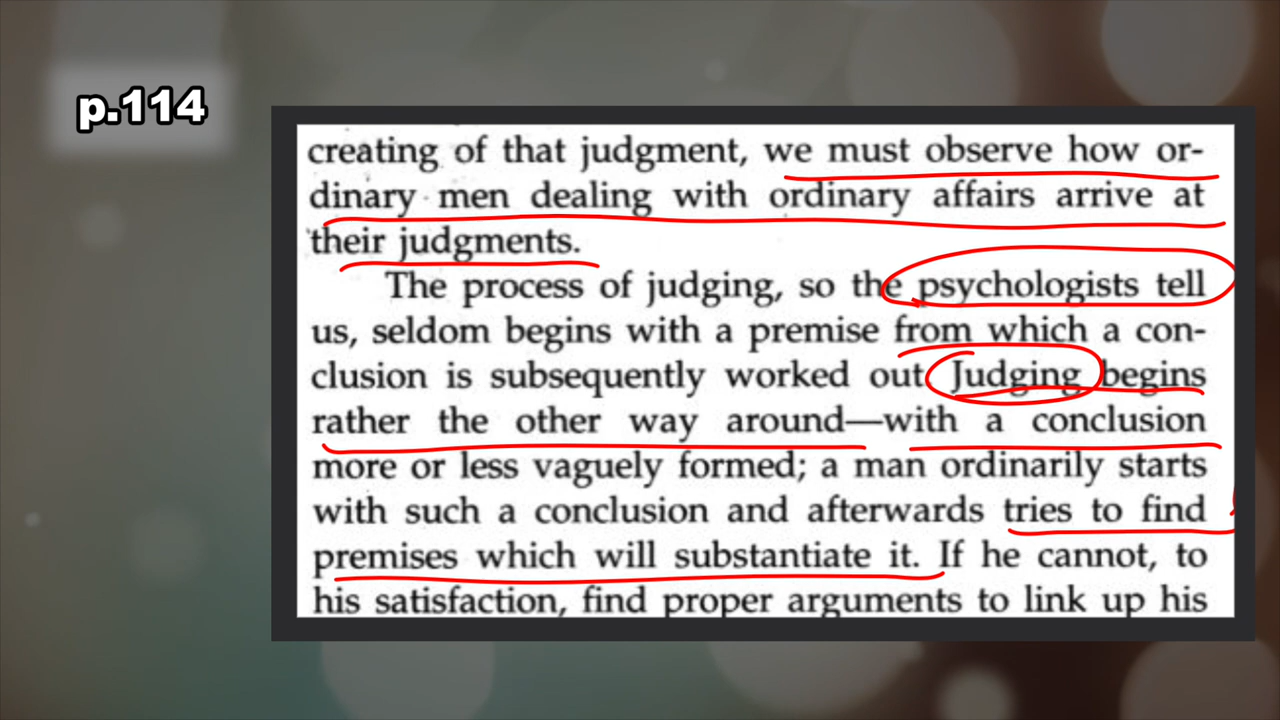 p.114
creating of that judgment, we must observe how or-
dinary men dealing with ordinary affairs arrive at
their judgments.
The process of judging, so the psychologists tell
us, seldom begins with a premise from which a con-
clusion is subsequently worked out Judging begins
rather the other way around—with a conclusion
more or less vaguely formed; a man ordinarily starts
with such a conclusion and afterwards tries to find
premises which will substantiate it. If he cannot, to
his satisfaction, find proper arguments to link up his